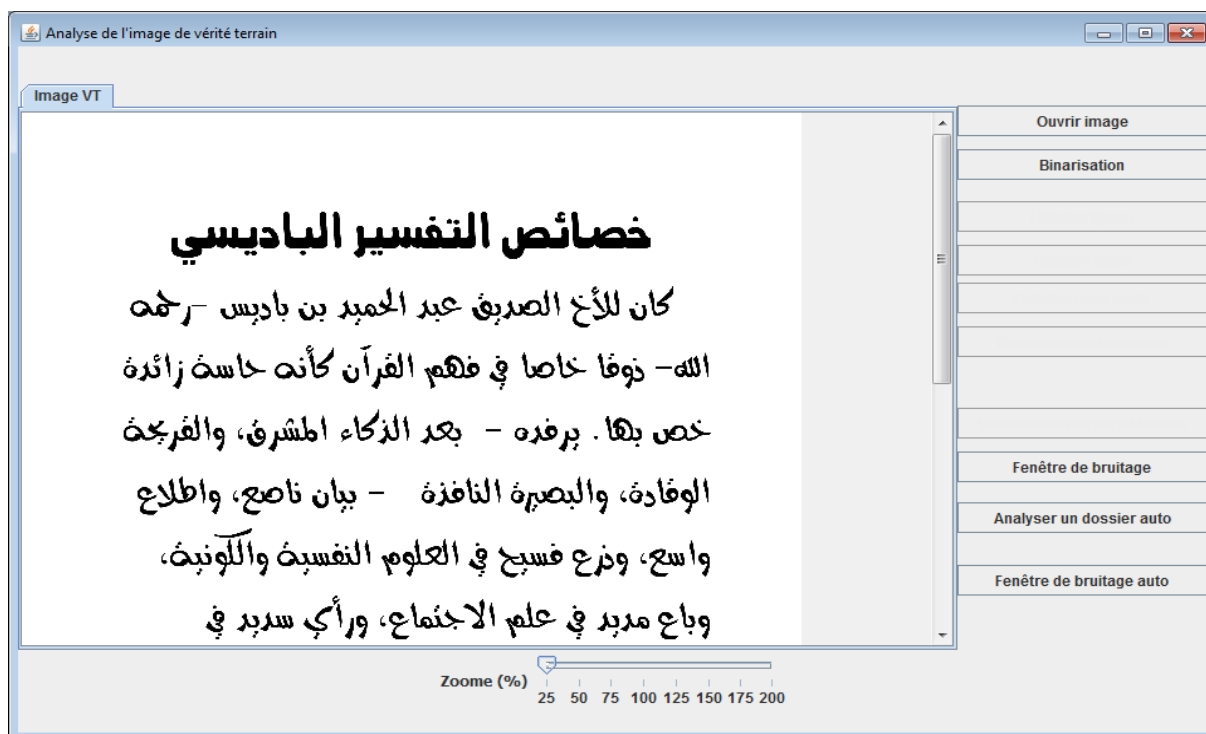 Analyse de l'image de vérité terrain
Image VT
خصائص التفسير الباديسي
كان للأخ الصديق عبد الحميد بن باديس -رحمه
الله- ذوقا خاصا في فهم القرآن كأنه حاسة زائدة
خص بها. يرفده - بعد الذكاء المشرق، والقريحة
الوقادة، والبصيرة النافذة - بيان ناصع، واطلاع
واسع، وذرع فسيح في العلوم النفسية والكونية،
وباع مديد في علم الاجتماع، ورأي سديد في
Ouvrir image
Binarisation
Fenêtre de bruitage
Analyser un dossier auto
Fenêtre de bruitage auto
Zoome (%)
25 50 75 100 125 150 175 200